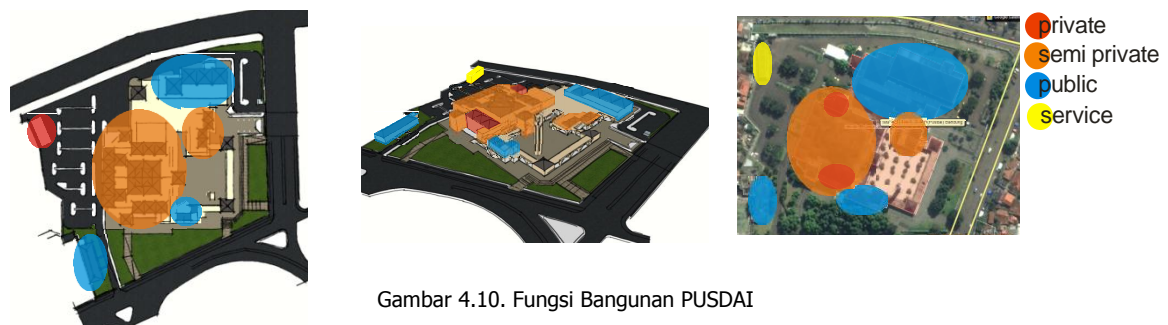 private
semi private
public
service
Gambar 4.10. Fungsi Bangunan PUSDAI